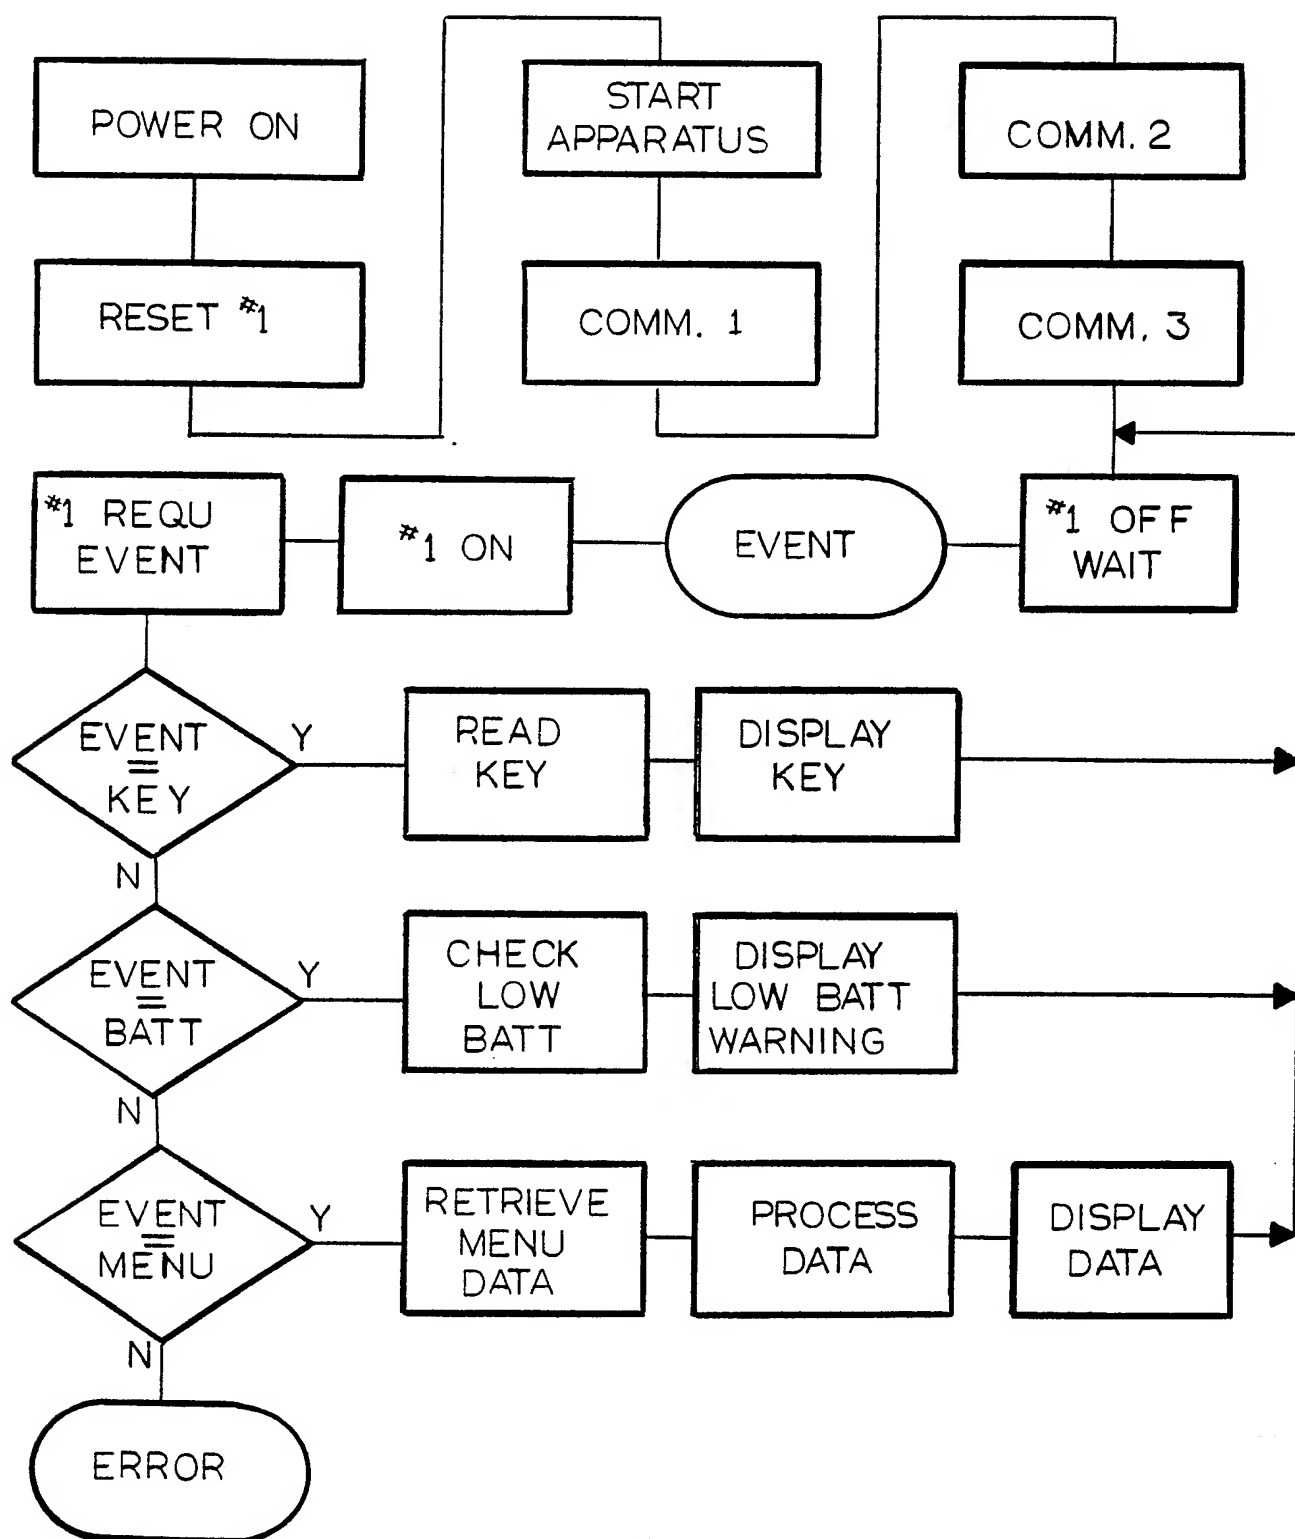 POWER ON
RESET #1
START
APPARATUS
COMM. 1
COMM. 2
COMM. 3
#1 OFF
WAIT
EVENT
#1 ON
#1 REQU
EVENT
EVENT
=
KEY
Y
N
READ
KEY
DISPLAY
KEY
EVENT
=
BATT
Y
N
CHECK
LOW
BATT
DISPLAY
LOW BATT
WARNING
EVENT
=
MENU
Y
N
RETRIEVE
MENU
DATA
PROCESS
DATA
DISPLAY
DATA
ERROR